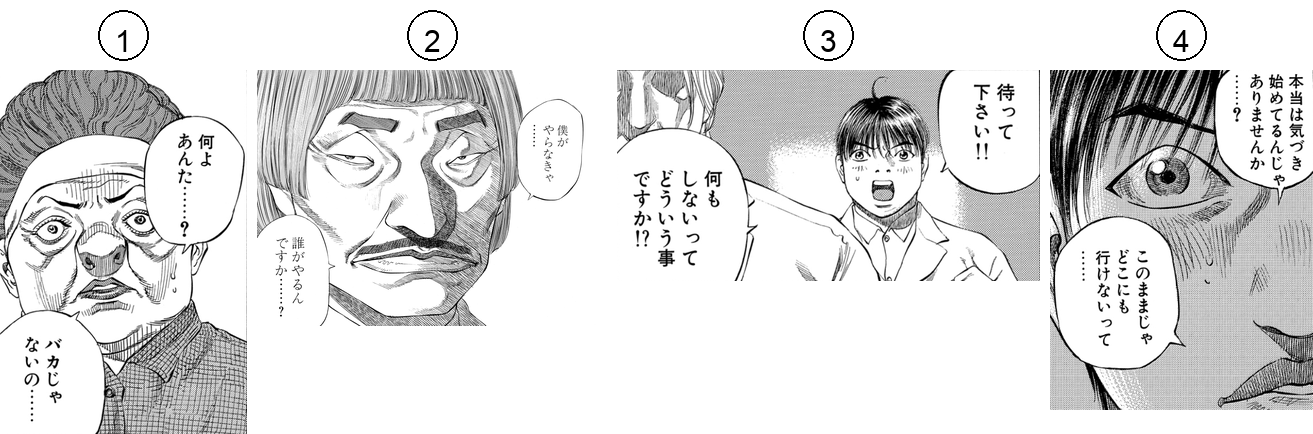 1
何よ
あんた……？
バカじゃ
ないの……
2
僕が
やらなきゃ
……
誰がやるん
ですか……？
3
待って
下さい!!
何も
しないって
どういう事
ですか!?
4
本当は気づき
始めてるんじゃ
ありませんか
……？
このままじゃ
どこにも
行けないって
……